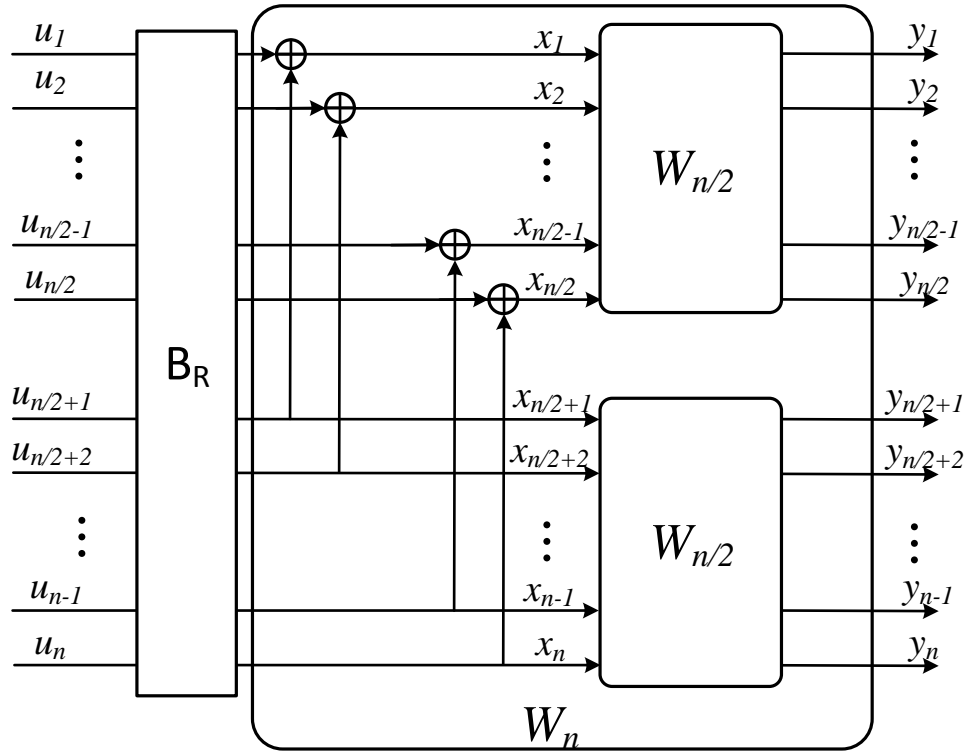 u1 x1 y1
u2 x2 y2
⋮ ⋮ Wn/2 ⋮
un/2-1 xn/2-1 yn/2-1
un/2 xn/2 yn/2
BR
un/2+1 xn/2+1 yn/2+1
un/2+2 xn/2+2 yn/2+2
⋮ ⋮ Wn/2 ⋮
un-1 xn-1 yn-1
un xn yn
Wn